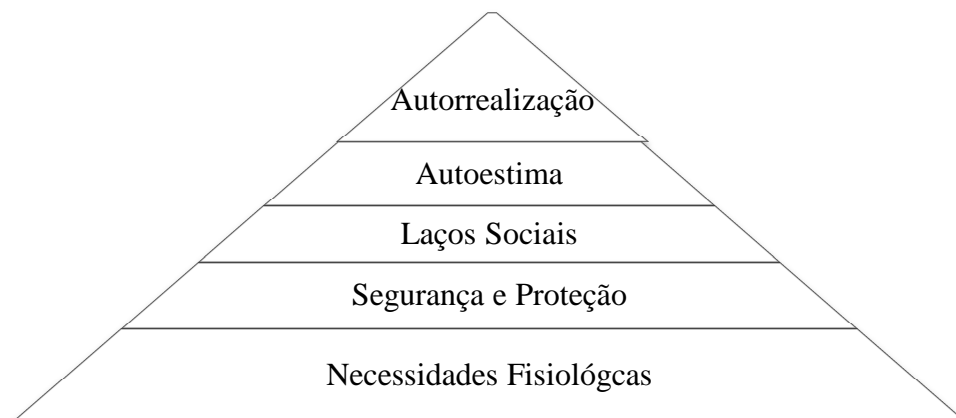 Autorrealização
Autoestima
Laços Sociais
Segurança e Proteção
Necessidades Fisiológcas